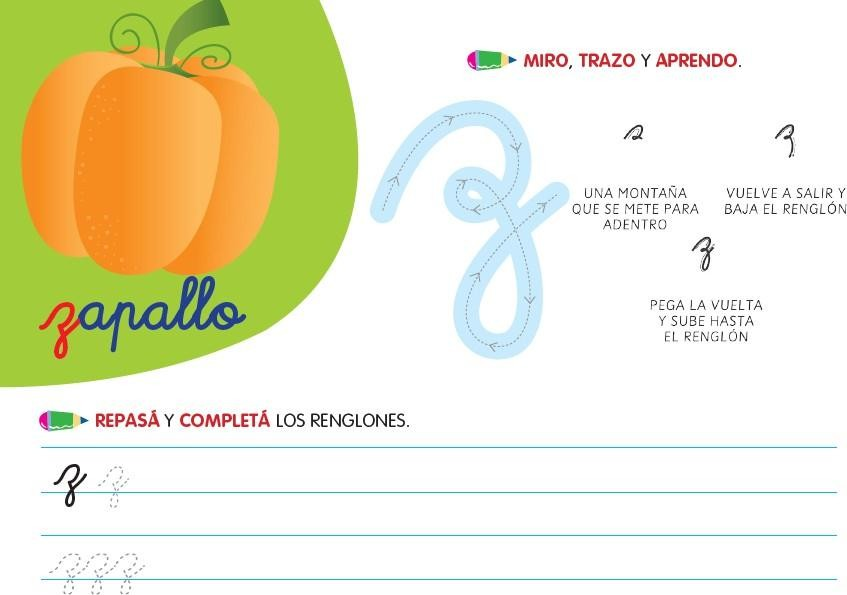 zapallo
MIRO, TRAZO Y APRENDO.
UNA MONTAÑA
QUE SE METE PARA
ADENTRO
VUELVE A SALIR Y
BAJA EL RENGLÓN
PEGA LA VUELTA
Y SUBE HASTA
EL RENGLÓN
REPASÁ Y COMPLETÁ LOS RENGLONES.
z z
z z z